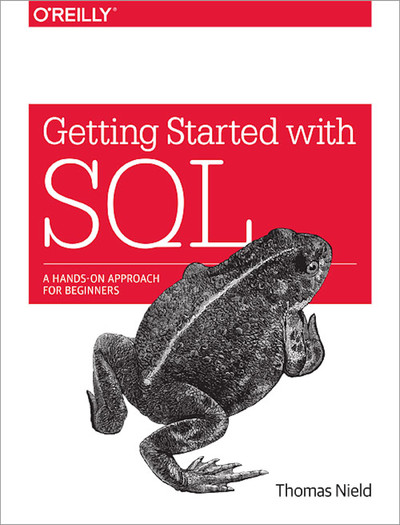 O'REILLY®
Getting Started with
SQL
A HANDS-ON APPROACH
FOR BEGINNERS
Thomas Nield